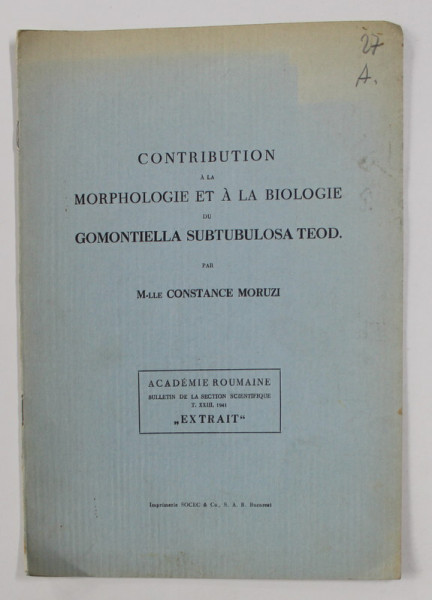 27
A.
CONTRIBUTION
À LA
MORPHOLOGIE ET À LA BIOLOGIE
DU
GOMONTIELLA SUBTUBULOSA TEOD.
PAR
M-LLE CONSTANCE MORUZI
ACADÉMIE ROUMAINE
BULLETIN DE LA SECTION SCIENTIFIQUE
T. XXIII, 1941
„EXTRAIT“
Imprimerie SOCEC & Co., S. A. R. Bucarest